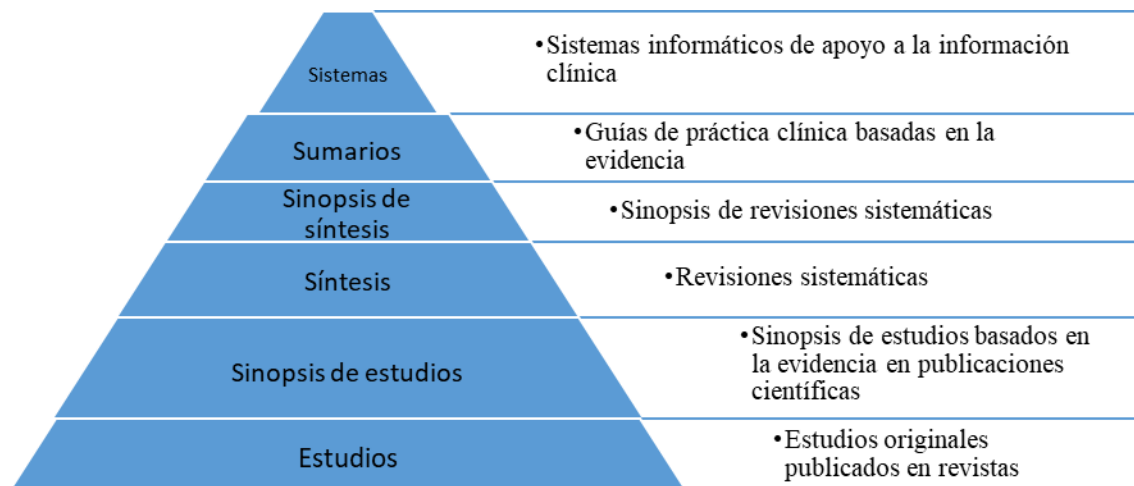 Sistemas
•Sistemas informáticos de apoyo a la información
clínica
Sumarios
•Guías de práctica clínica basadas en la
evidencia
Sinopsis de
síntesis
•Sinopsis de revisiones sistemáticas
Síntesis
•Revisiones sistemáticas
Sinopsis de estudios
•Sinopsis de estudios basados en
la evidencia en publicaciones
científicas
Estudios
•Estudios originales
publicados en revistas